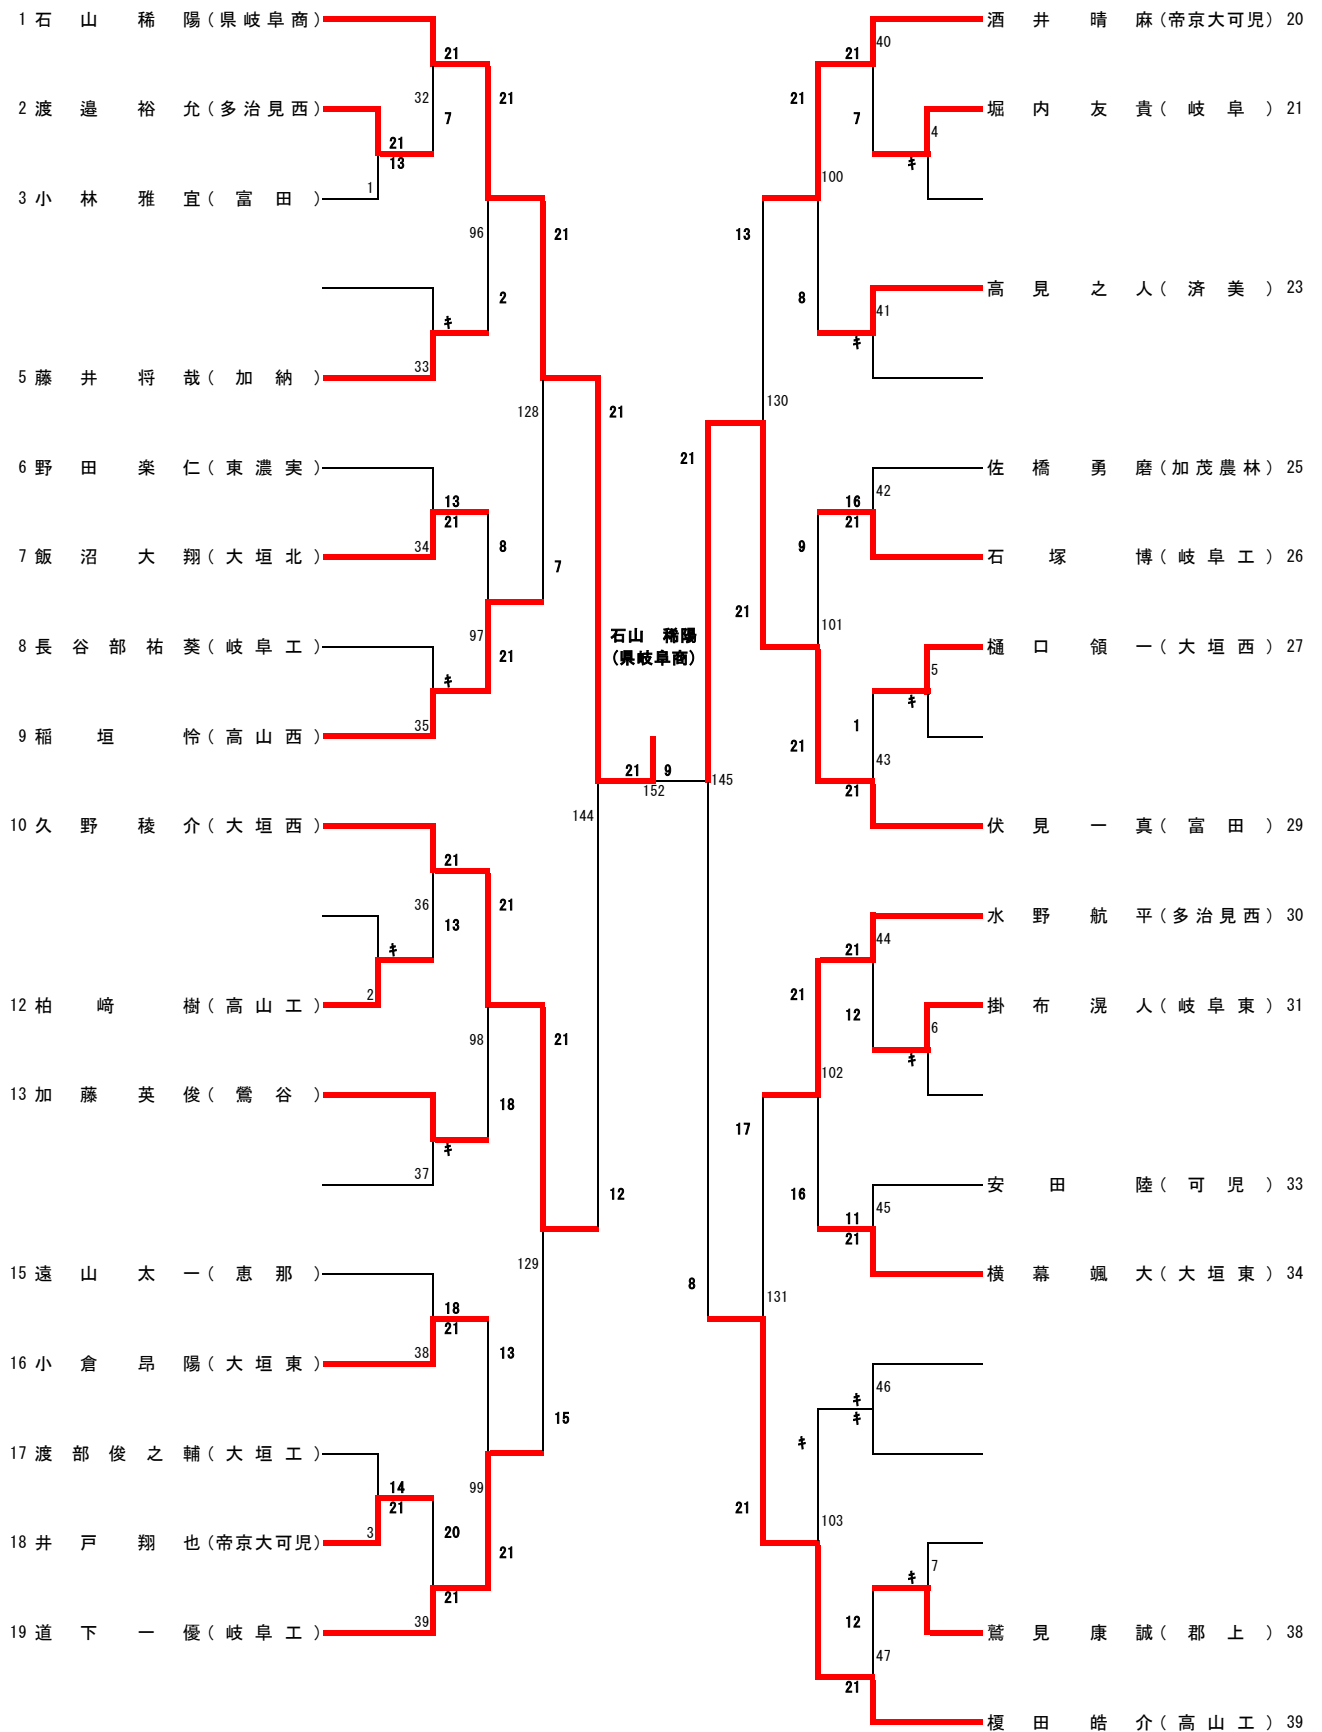 1 石山稀陽(県岐阜商)
2 渡邉裕允(多治見西)
3 小林雅宜(富田)
5 藤井将哉(加納)
6 野田楽仁(東濃実)
7 飯沼大翔(大垣北)
8 長谷部祐葵(岐阜工)
9 稲垣怜(高山西)
10 久野稜介(大垣西)
12 柏﨑樹(高山工)
13 加藤英俊(鶯谷)
15 遠山太一(恵那)
16 小倉昂陽(大垣東)
17 渡部俊之輔(大垣工)
18 井戸翔也(帝京大可児)
19 道下一優(岐阜工)
21
13
1
キ
2
14
21
3
21
32
7
キ
33
13
21
34
キ
35
21
36
13
キ
37
18
21
38
20
21
39
21
96
2
8
97
21
21
98
18
13
99
21
21
128
7
21
129
15
21
144
12
石山 稀陽
(県岐阜商)
21 9
152
21
145
8
13
130
21
17
131
21
21
100
8
9
101
21
21
102
16
キ
103
21
40
7
41
キ
16
42
21
1
43
21
21
44
12
11
45
21
46
キ
キ
12
47
21
4
キ
5
キ
6
キ
7
キ
酒井晴麻(帝京大可児) 20
堀内友貴(岐阜) 21
高見之人(済美) 23
佐橋勇磨(加茂農林) 25
石塚博(岐阜工) 26
樋口領一(大垣西) 27
伏見一真(富田) 29
水野航平(多治見西) 30
掛布滉人(岐阜東) 31
安田陸(可児) 33
横幕颯大(大垣東) 34
鷲見康誠(郡上) 38
榎田皓介(高山工) 39